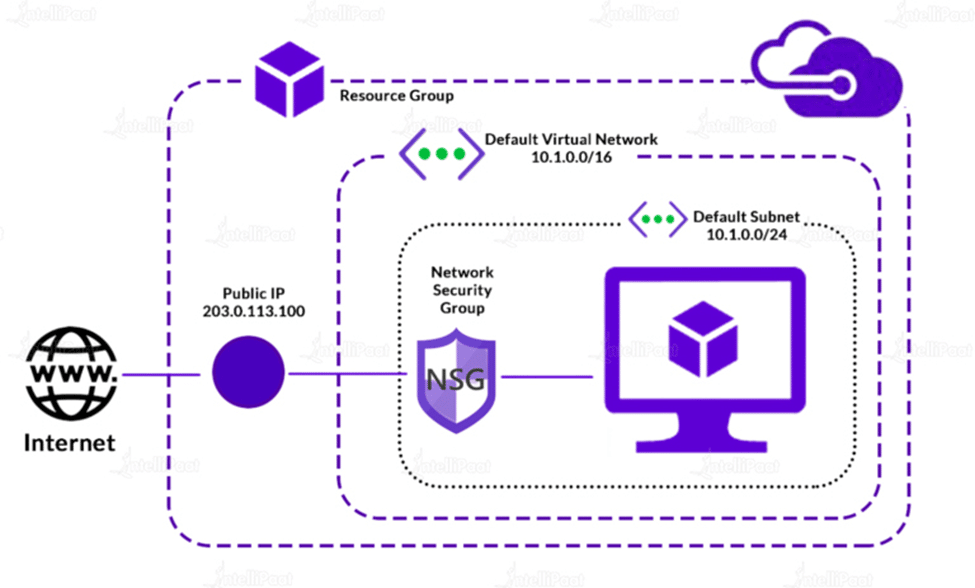 Resource Group
Default Virtual Network
10.1.0.0/16
Default Subnet
10.1.0.0/24
Network
Security
Group
Public IP
203.0.113.100
www.
NSG
Internet
IntelliPaat